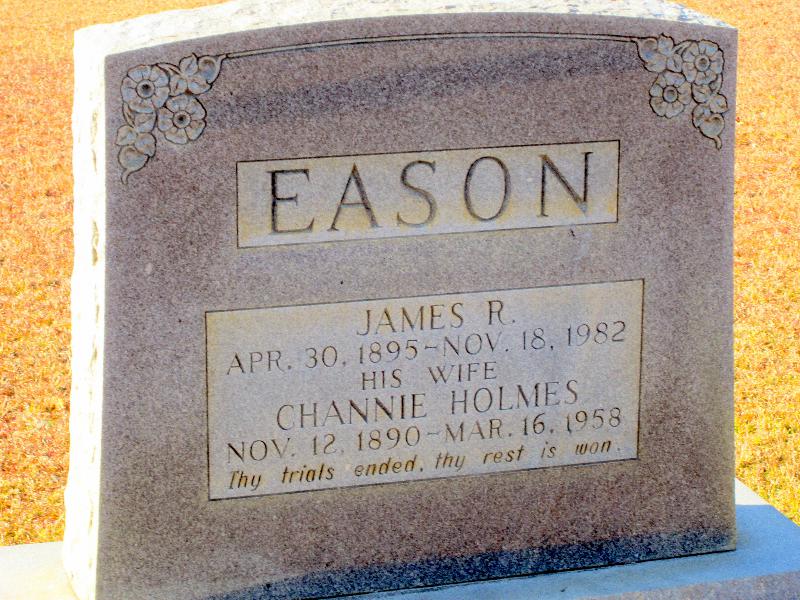 EASON
JAMES R.
APR. 30, 1895-NOV. 18, 1982
HIS WIFE
CHANNIE HOLMES
NOV. 12, 1890-MAR. 16, 1958
Thy trials ended, thy rest is won.